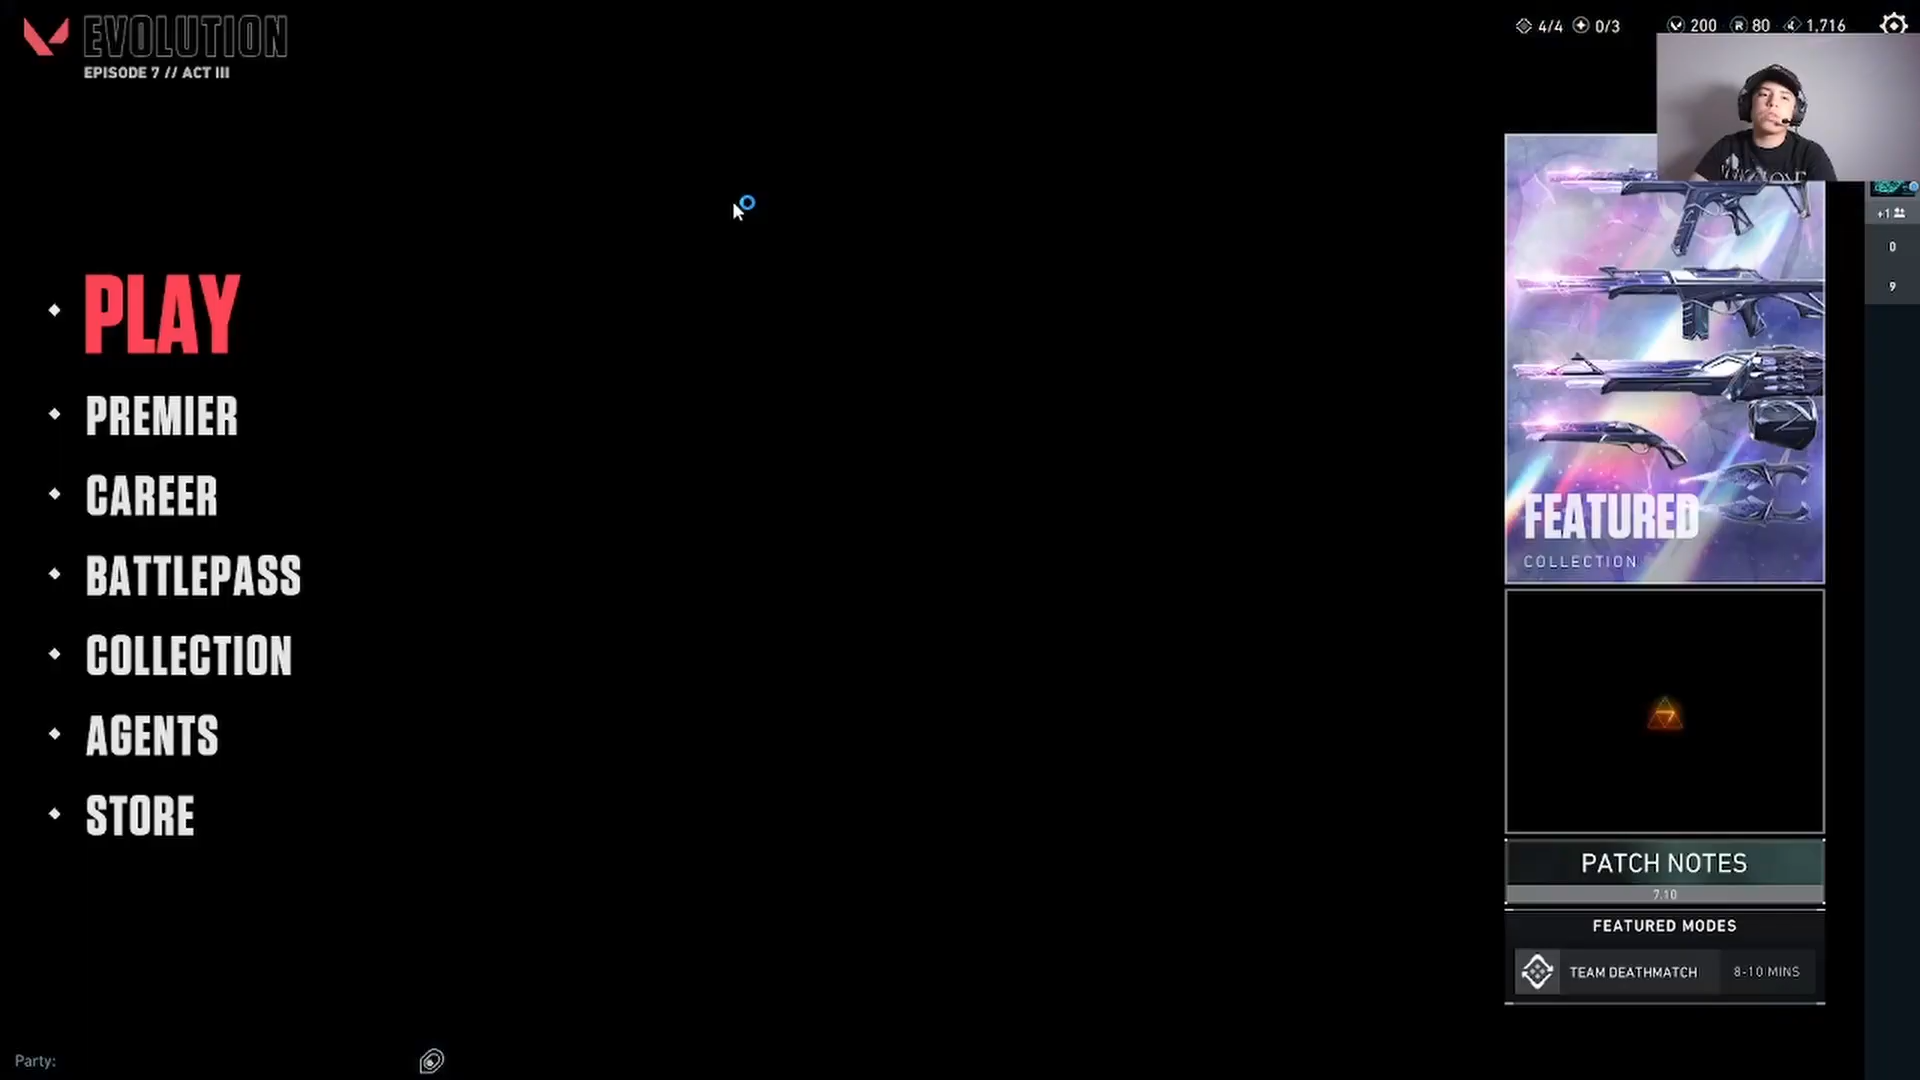 EVOLUTION
EPISODE 7 // ACT III
4/4 0/3 200 80 1,716
PLAY
PREMIER
CAREER
BATTLEPASS
COLLECTION
AGENTS
STORE
FEATURED
COLLECTION
PATCH NOTES
7.10
FEATURED MODES
TEAM DEATHMATCH 8-10 MINS
+1
0
9
Party: